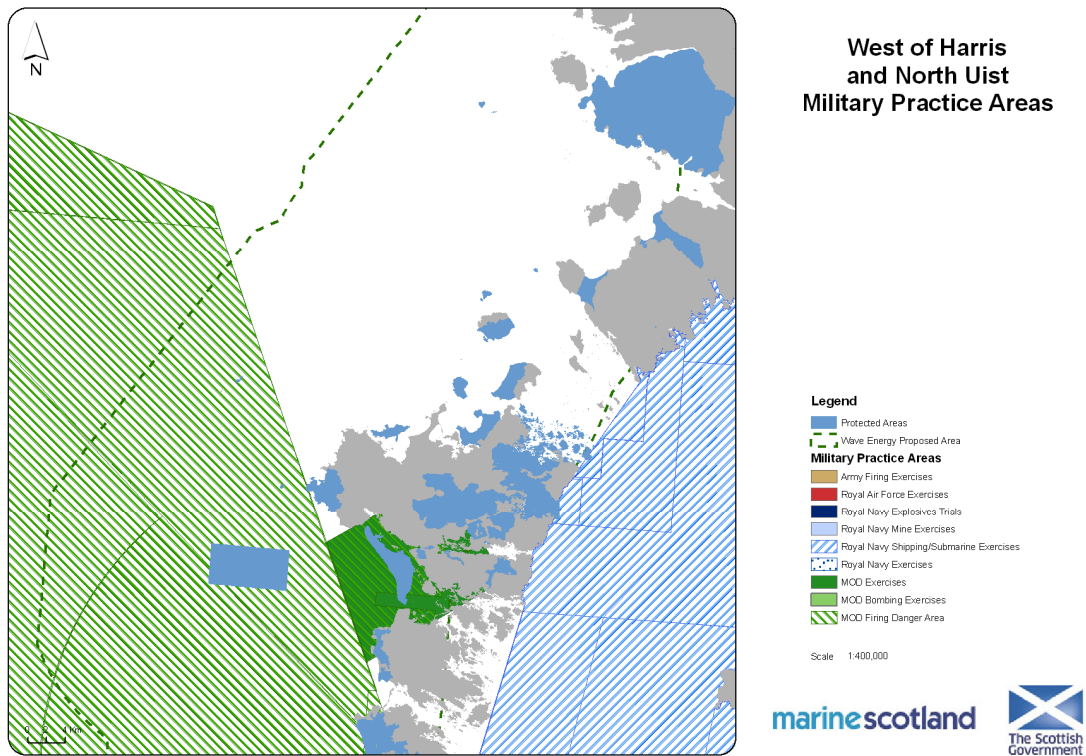 West of Harris
and North Uist
Military Practice Areas
N
Legend
Protected Areas
Wave Energy Proposed Area
Military Practice Areas
Army Firing Exercises
Royal Air Force Exercises
Royal Navy Explosives Trials
Royal Navy Mine Exercises
Royal Navy Shipping/Submarine Exercises
Royal Navy Exercises
MOD Exercises
MOD Bombing Exercises
MOD Firing Danger Area
Scale 1:400,000
0 Km
marinescotland
The Scottish
Government